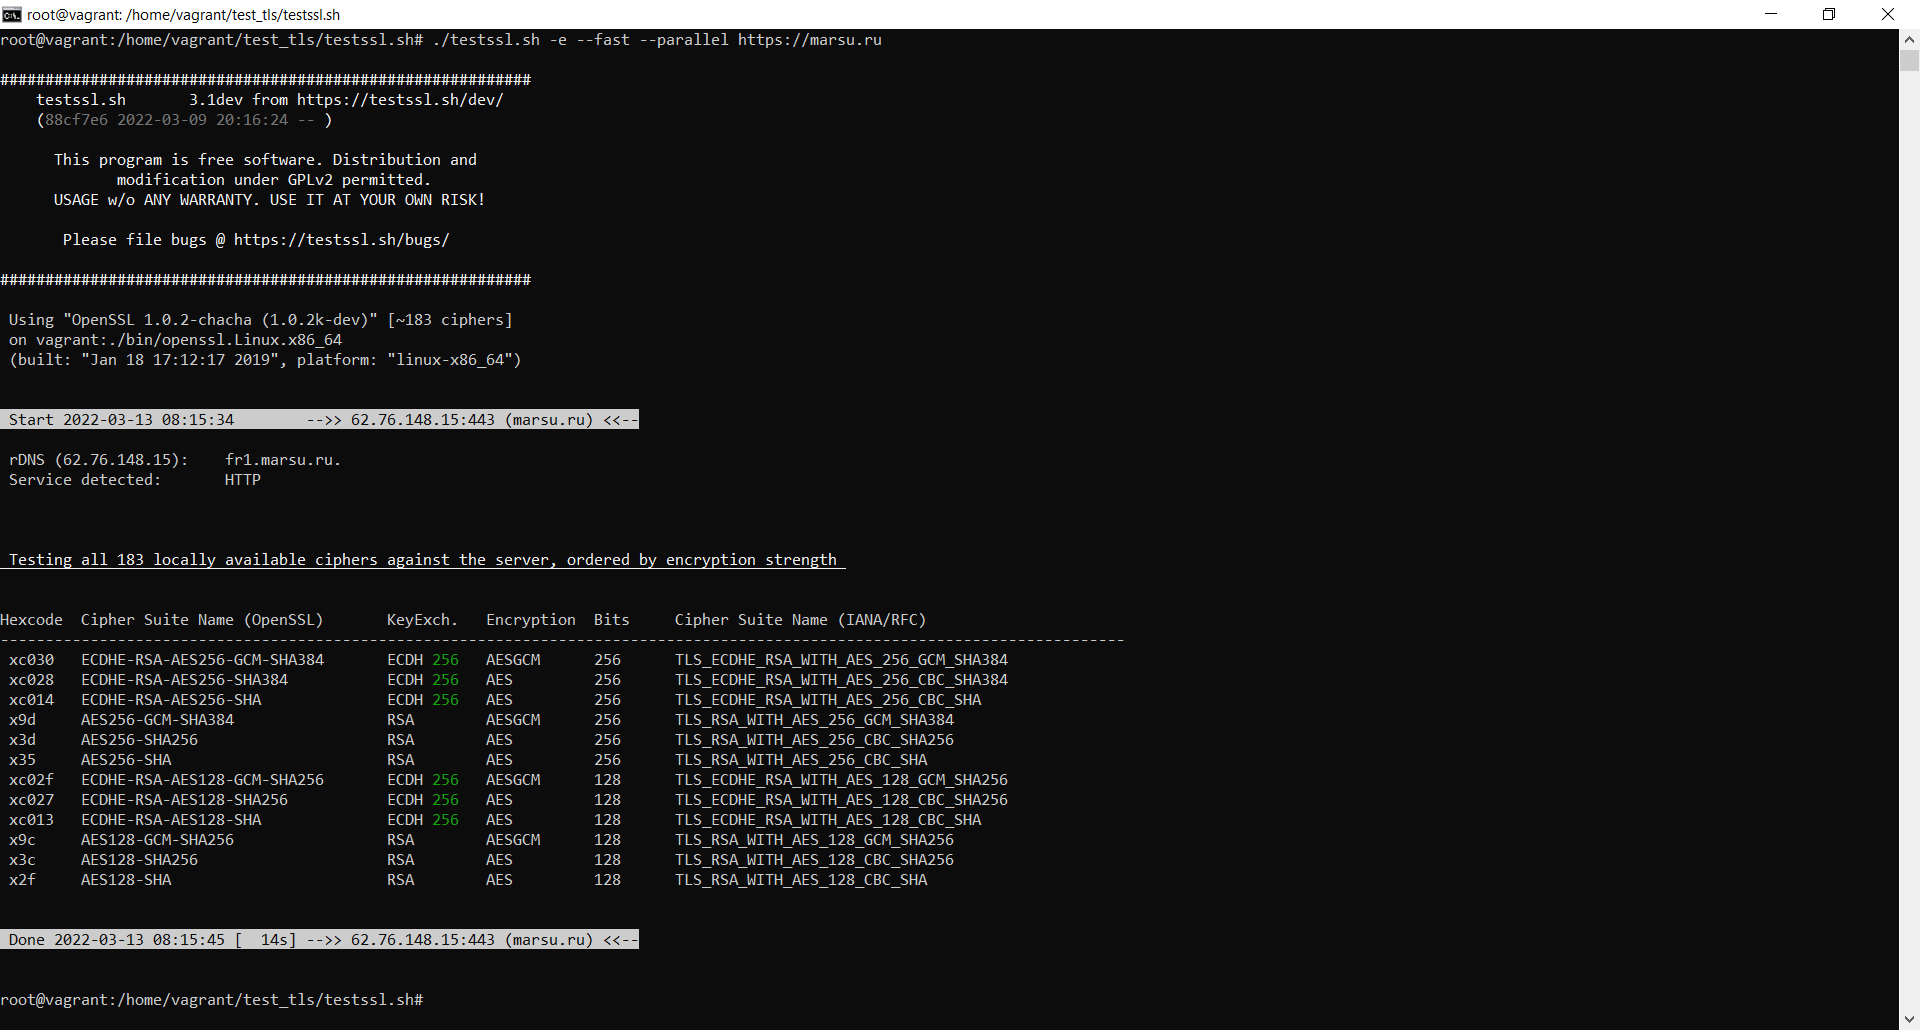 root@vagrant: /home/vagrant/test_tls/testssl.sh
root@vagrant:/home/vagrant/test_tls/testssl.sh# ./testssl.sh -e --fast --parallel https://marsu.ru
###########################################################
testssl.sh 3.1dev from https://testssl.sh/dev/
(88cf7e6 2022-03-09 20:16:24 -- )
This program is free software. Distribution and
modification under GPLv2 permitted.
USAGE w/o ANY WARRANTY. USE IT AT YOUR OWN RISK!
Please file bugs @ https://testssl.sh/bugs/
###########################################################
Using "OpenSSL 1.0.2-chacha (1.0.2k-dev)" [~183 ciphers]
on vagrant:./bin/openssl.Linux.x86_64
(built: "Jan 18 17:12:17 2019", platform: "linux-x86_64")
Start 2022-03-13 08:15:34 -->> 62.76.148.15:443 (marsu.ru) <<--
rDNS (62.76.148.15): fr1.marsu.ru.
Service detected: HTTP
Testing all 183 locally available ciphers against the server, ordered by encryption strength
Hexcode Cipher Suite Name (OpenSSL) KeyExch. Encryption Bits Cipher Suite Name (IANA/RFC)
-----------------------------------------------------------------------------------------------------------------------------
xc030 ECDHE-RSA-AES256-GCM-SHA384 ECDH 256 AESGCM 256 TLS_ECDHE_RSA_WITH_AES_256_GCM_SHA384
xc028 ECDHE-RSA-AES256-SHA384 ECDH 256 AES 256 TLS_ECDHE_RSA_WITH_AES_256_CBC_SHA384
xc014 ECDHE-RSA-AES256-SHA ECDH 256 AES 256 TLS_ECDHE_RSA_WITH_AES_256_CBC_SHA
x9d AES256-GCM-SHA384 RSA AESGCM 256 TLS_RSA_WITH_AES_256_GCM_SHA384
x3d AES256-SHA256 RSA AES 256 TLS_RSA_WITH_AES_256_CBC_SHA256
x35 AES256-SHA RSA AES 256 TLS_RSA_WITH_AES_256_CBC_SHA
xc02f ECDHE-RSA-AES128-GCM-SHA256 ECDH 256 AESGCM 128 TLS_ECDHE_RSA_WITH_AES_128_GCM_SHA256
xc027 ECDHE-RSA-AES128-SHA256 ECDH 256 AES 128 TLS_ECDHE_RSA_WITH_AES_128_CBC_SHA256
xc013 ECDHE-RSA-AES128-SHA ECDH 256 AES 128 TLS_ECDHE_RSA_WITH_AES_128_CBC_SHA
x9c AES128-GCM-SHA256 RSA AESGCM 128 TLS_RSA_WITH_AES_128_GCM_SHA256
x3c AES128-SHA256 RSA AES 128 TLS_RSA_WITH_AES_128_CBC_SHA256
x2f AES128-SHA RSA AES 128 TLS_RSA_WITH_AES_128_CBC_SHA
Done 2022-03-13 08:15:45 [ 14s] -->> 62.76.148.15:443 (marsu.ru) <<--
root@vagrant:/home/vagrant/test_tls/testssl.sh#